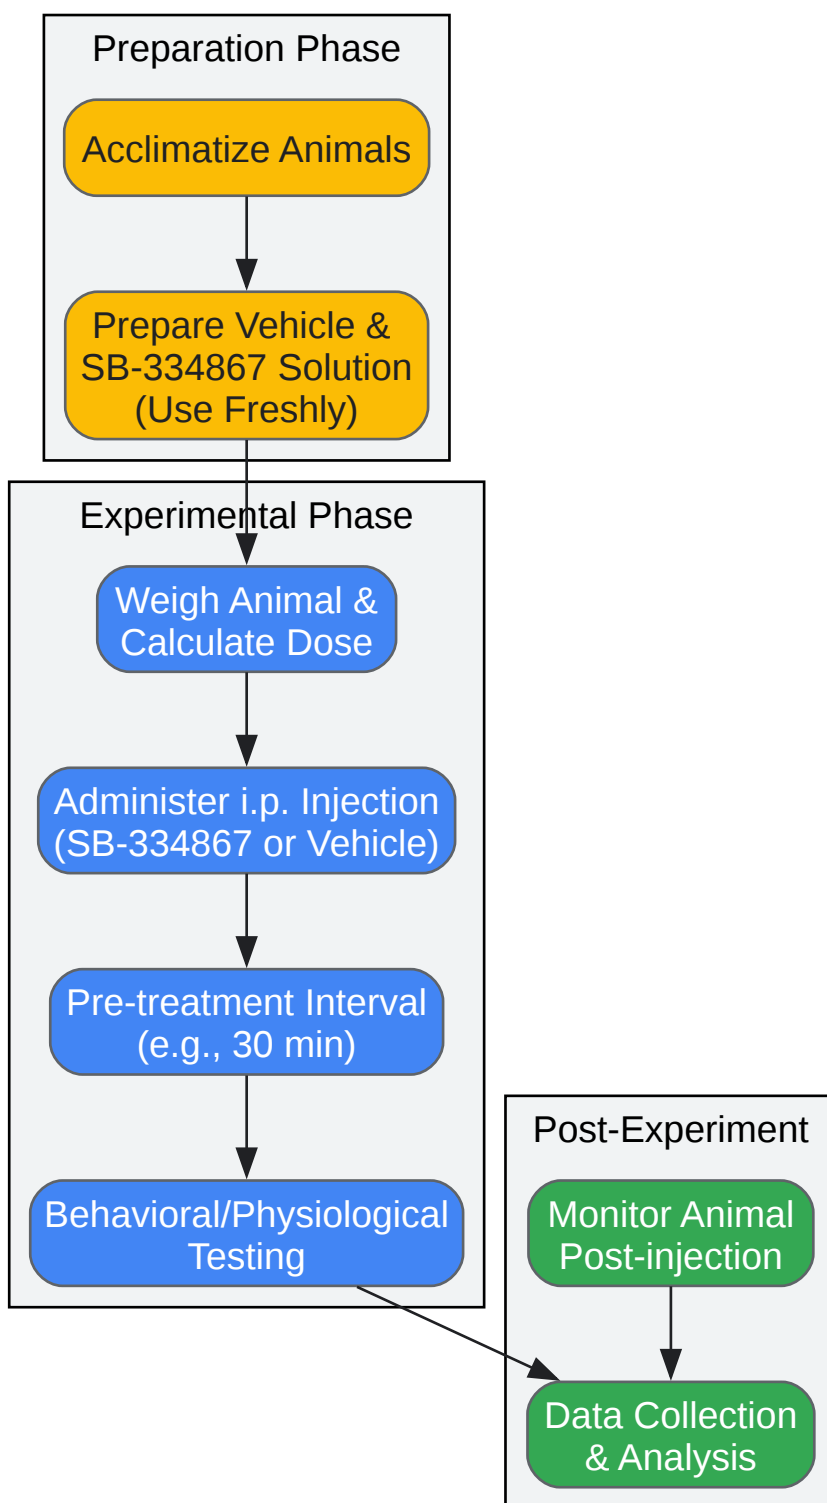 Preparation Phase
Acclimatize Animals
Prepare Vehicle &
SB-334867 Solution
(Use Freshly)
Experimental Phase
Weigh Animal &
Calculate Dose
Administer i.p. Injection
(SB-334867 or Vehicle)
Pre-treatment Interval
(e.g., 30 min)
Behavioral/Physiological
Testing
Post-Experiment
Monitor Animal
Post-injection
Data Collection
& Analysis